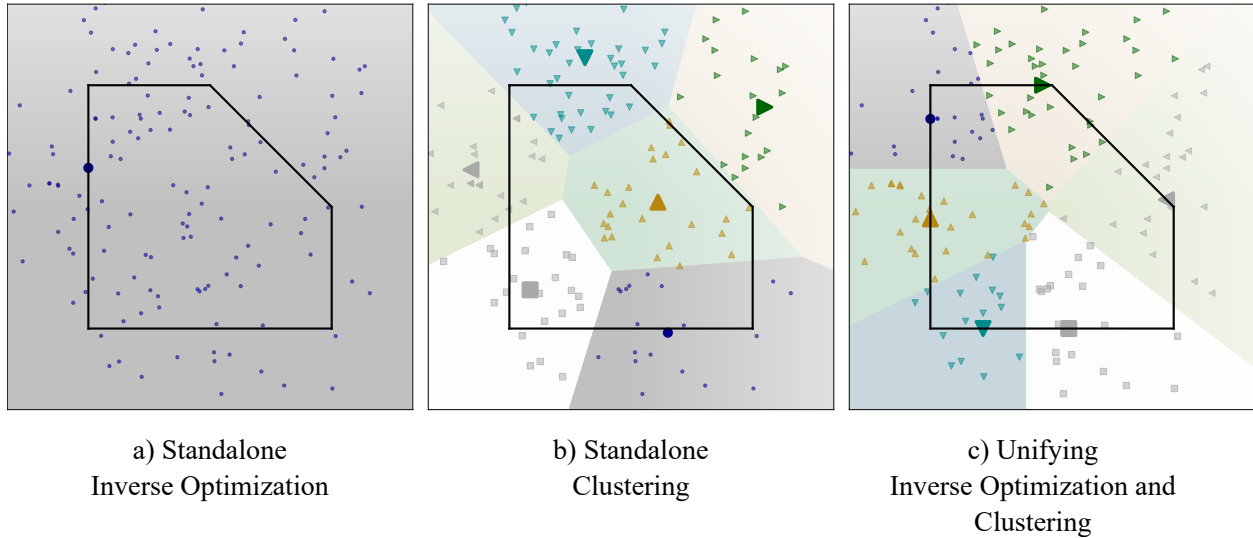 a) Standalone
Inverse Optimization
b) Standalone
Clustering
c) Unifying
Inverse Optimization and
Clustering